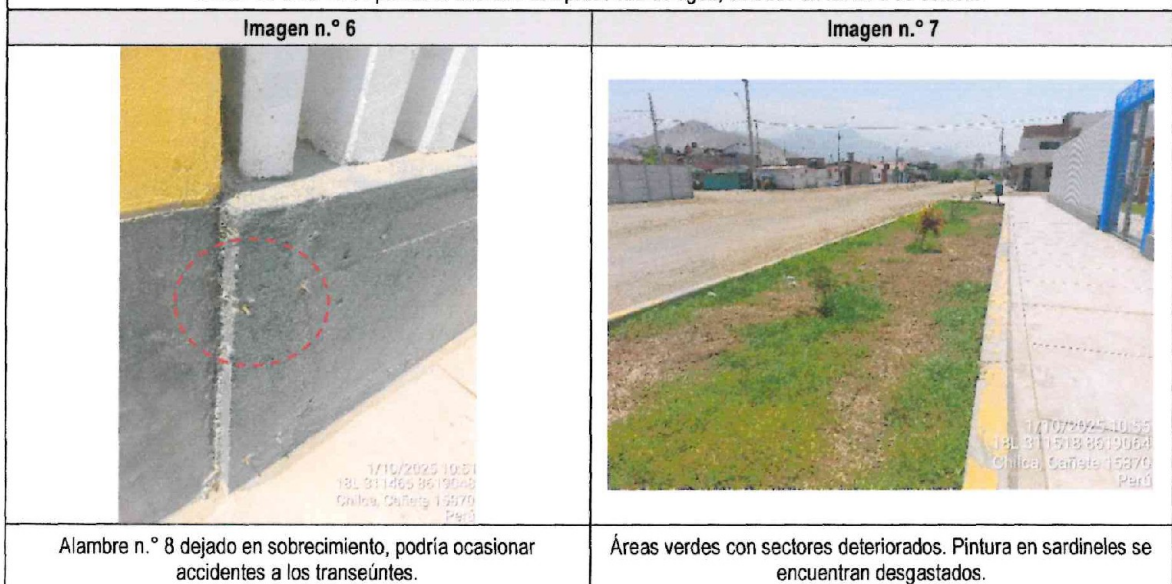 Imagen n.° 6
Imagen n.° 7
1/10/2025 10:51
18L 311465 8619048
Chilca, Cañete 15870
Perú
1/10/2025 10:55
18L 311518 8619064
Chilca, Cañete 15870
Perú
Alambre n.° 8 dejado en sobrecimiento, podría ocasionar
accidentes a los transeúntes.
Áreas verdes con sectores deteriorados. Pintura en sardineles se
encuentran desgastados.